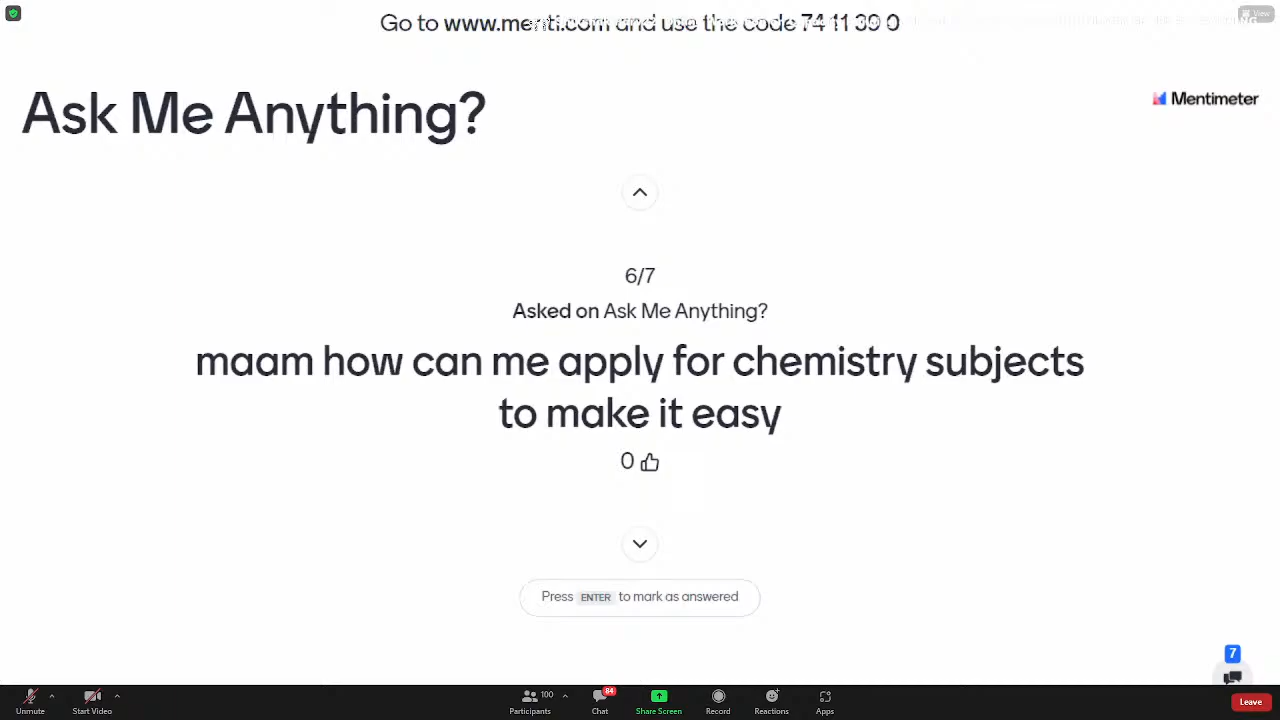 Go to www.menti.com and use the code 74 11 39 0
View
Ask Me Anything?
Mentimeter
6/7
Asked on Ask Me Anything?
maam how can me apply for chemistry subjects
to make it easy
0
Press ENTER to mark as answered
7
Unmute
Start Video
100
Participants
84
Chat
Share Screen
Record
Reactions
Apps
Leave